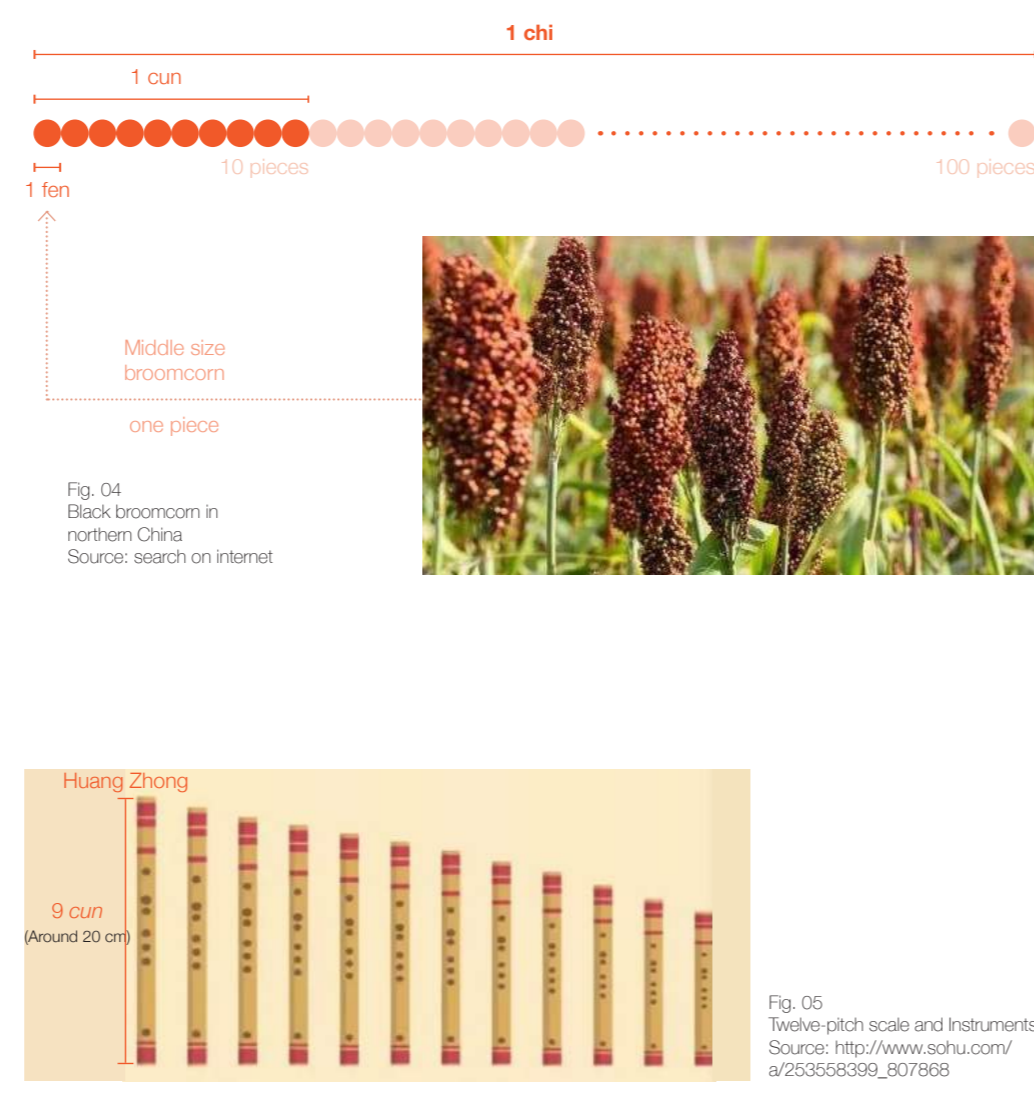 1 chi
1 cun
10 pieces
100 pieces
1 fen
Middle size
broomcorn
one piece
Fig. 04
Black broomcorn in
northern China
Source: search on internet
Huang Zhong
9 cun
(Around 20 cm)
Fig. 05
Twelve-pitch scale and Instruments
Source: http://www.sohu.com/
a/253558399_807868